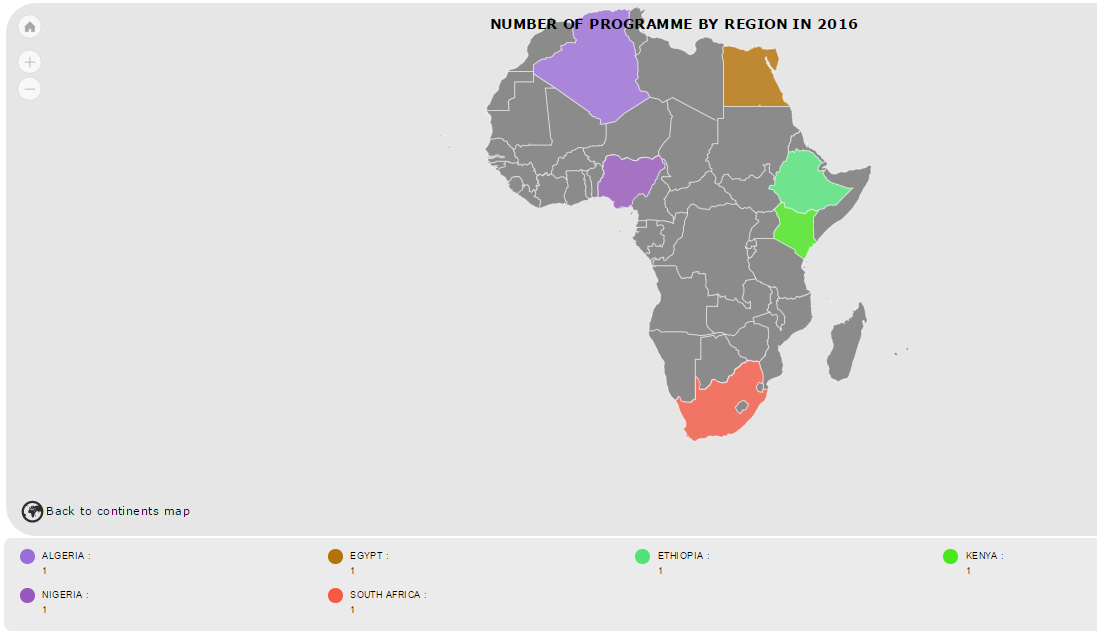 NUMBER OF PROGRAMME BY REGION IN 2016
Back to continents map
ALGERIA :
1
EGYPT :
1
ETHIOPIA :
1
KENYA :
1
NIGERIA :
1
SOUTH AFRICA :
1